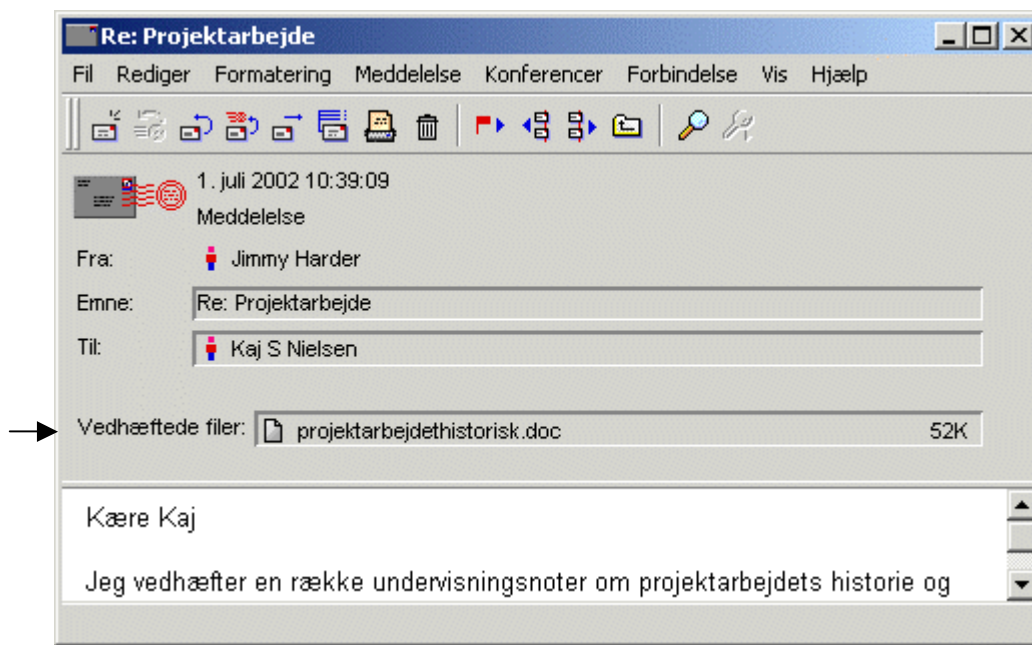 Re: Projektarbejde
Fil Rediger Formatering Meddelelse Konferencer Forbindelse Vis Hjælp
1. juli 2002 10:39:09
Meddelelse
Fra: Jimmy Harder
Emne: Re: Projektarbejde
Til: Kaj S Nielsen
Vedhæftede filer: projektarbejdethistorisk.doc 52K
Kære Kaj
Jeg vedhæfter en række undervisningsnoter om projektarbejdets historie og